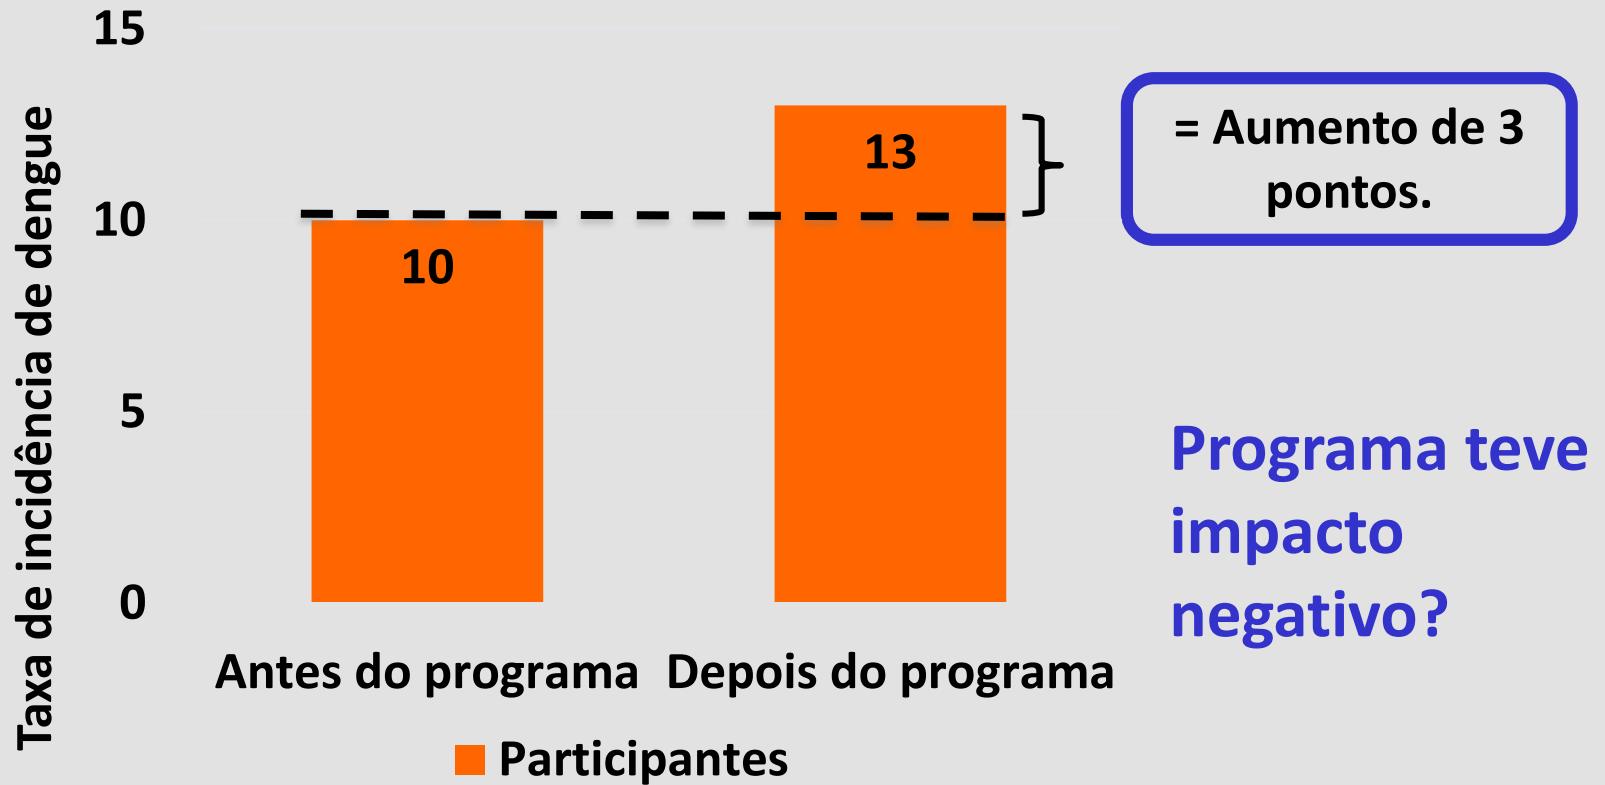 Taxa de incidência de dengue
15
10
5
0
10
13
Antes do programa
Depois do programa
Participantes
= Aumento de 3
pontos.
Programa teve
impacto
negativo?